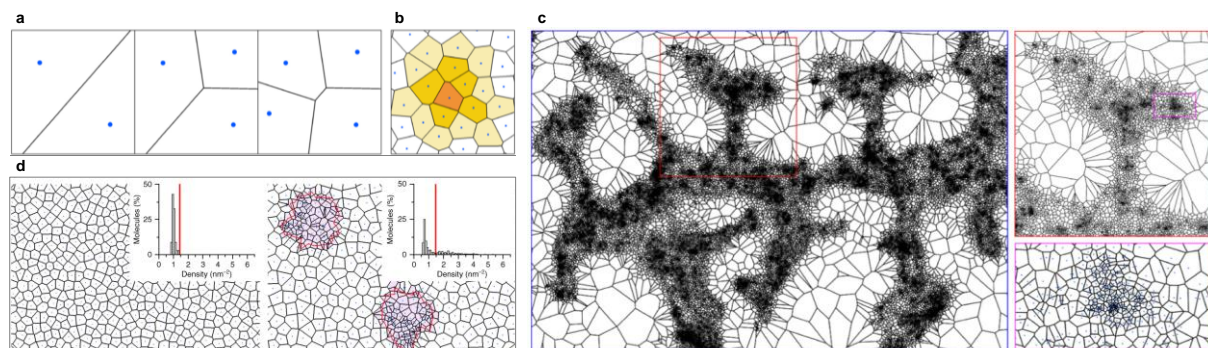 a
b
c
d
50
25
0
Molecules (%)
0 1 2 3 4 5 6
Density (nm⁻²)
50
25
0
Molecules (%)
0 1 2 3 4 5 6
Density (nm⁻²)